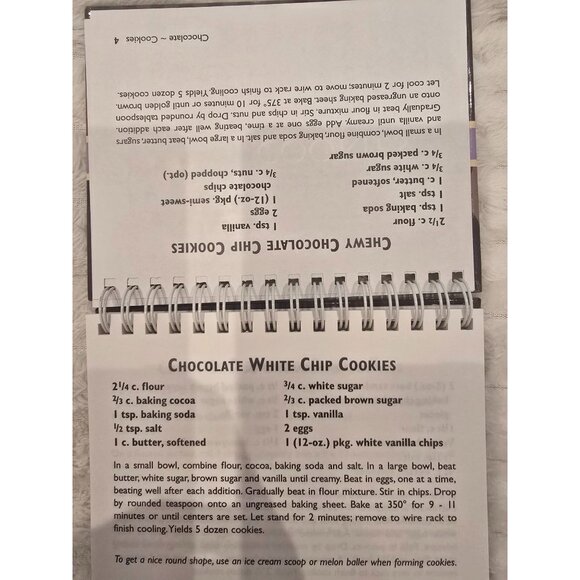 CHEWY CHOCOLATE CHIP COOKIES
2 1/2 c. flour
1 tsp. baking soda
1 tsp. salt
1 c. butter, softened
3/4 c. white sugar
3/4 c. packed brown sugar
1 tsp. vanilla
2 eggs
1 (12-oz.) pkg. semi-sweet
chocolate chips
3/4 c. nuts, chopped (opt.)
In a small bowl, combine flour, baking soda and salt. In a large bowl, beat butter, sugars
and vanilla until creamy. Add eggs one at a time, beating well after each addition.
Gradually beat in flour mixture. Stir in chips and nuts. Drop by rounded tablespoon
onto an ungreased baking sheet. Bake at 375° for 10 minutes or until golden brown.
Let cool for 2 minutes; move to wire rack to finish cooling. Yields 5 dozen cookies.
Chocolate ~ Cookies 4
CHOCOLATE WHITE CHIP COOKIES
2 1/4 c. flour
2/3 c. baking cocoa
1 tsp. baking soda
1/2 tsp. salt
1 c. butter, softened
3/4 c. white sugar
2/3 c. packed brown sugar
1 tsp. vanilla
2 eggs
1 (12-oz.) pkg. white vanilla chips
In a small bowl, combine flour, cocoa, baking soda and salt. In a large bowl, beat
butter, white sugar, brown sugar and vanilla until creamy. Beat in eggs, one at a time,
beating well after each addition. Gradually beat in flour mixture. Stir in chips. Drop
by rounded teaspoon onto an ungreased baking sheet. Bake at 350° for 9 - 11
minutes or until centers are set. Let stand for 2 minutes; remove to wire rack to
finish cooling. Yields 5 dozen cookies.
To get a nice round shape, use an ice cream scoop or melon baller when forming cookies.